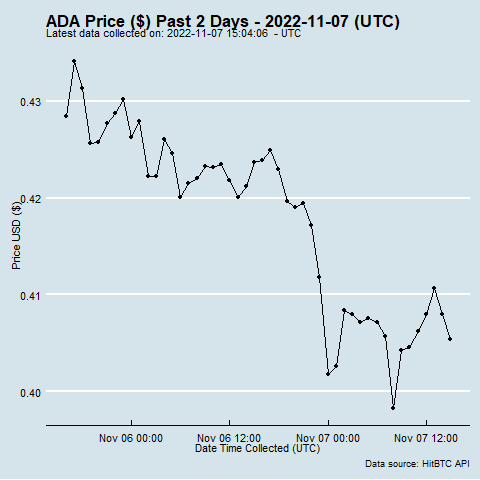 ADA Price ($) Past 2 Days - 2022-11-07 (UTC)
Latest data collected on: 2022-11-07 15:04:06 - UTC
0.43
0.42
0.41
0.40
Price USD ($)
Nov 06 00:00 Nov 06 12:00 Nov 07 00:00 Nov 07 12:00
Date Time Collected (UTC)
Data source: HitBTC API